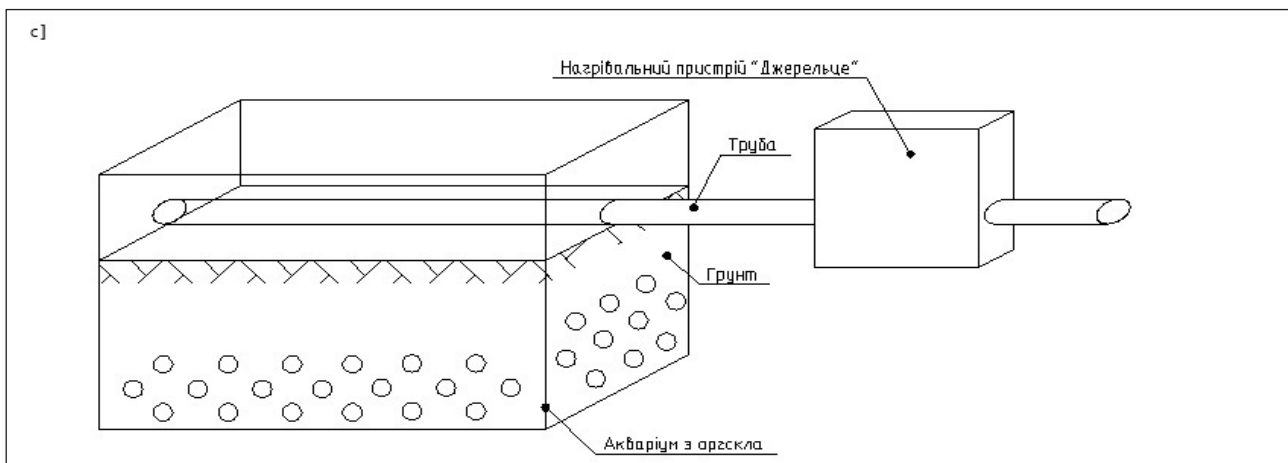 c]
Нагрівальний пристрій "Джерельце"
Труба
Грунт
Акваріум з оргскла